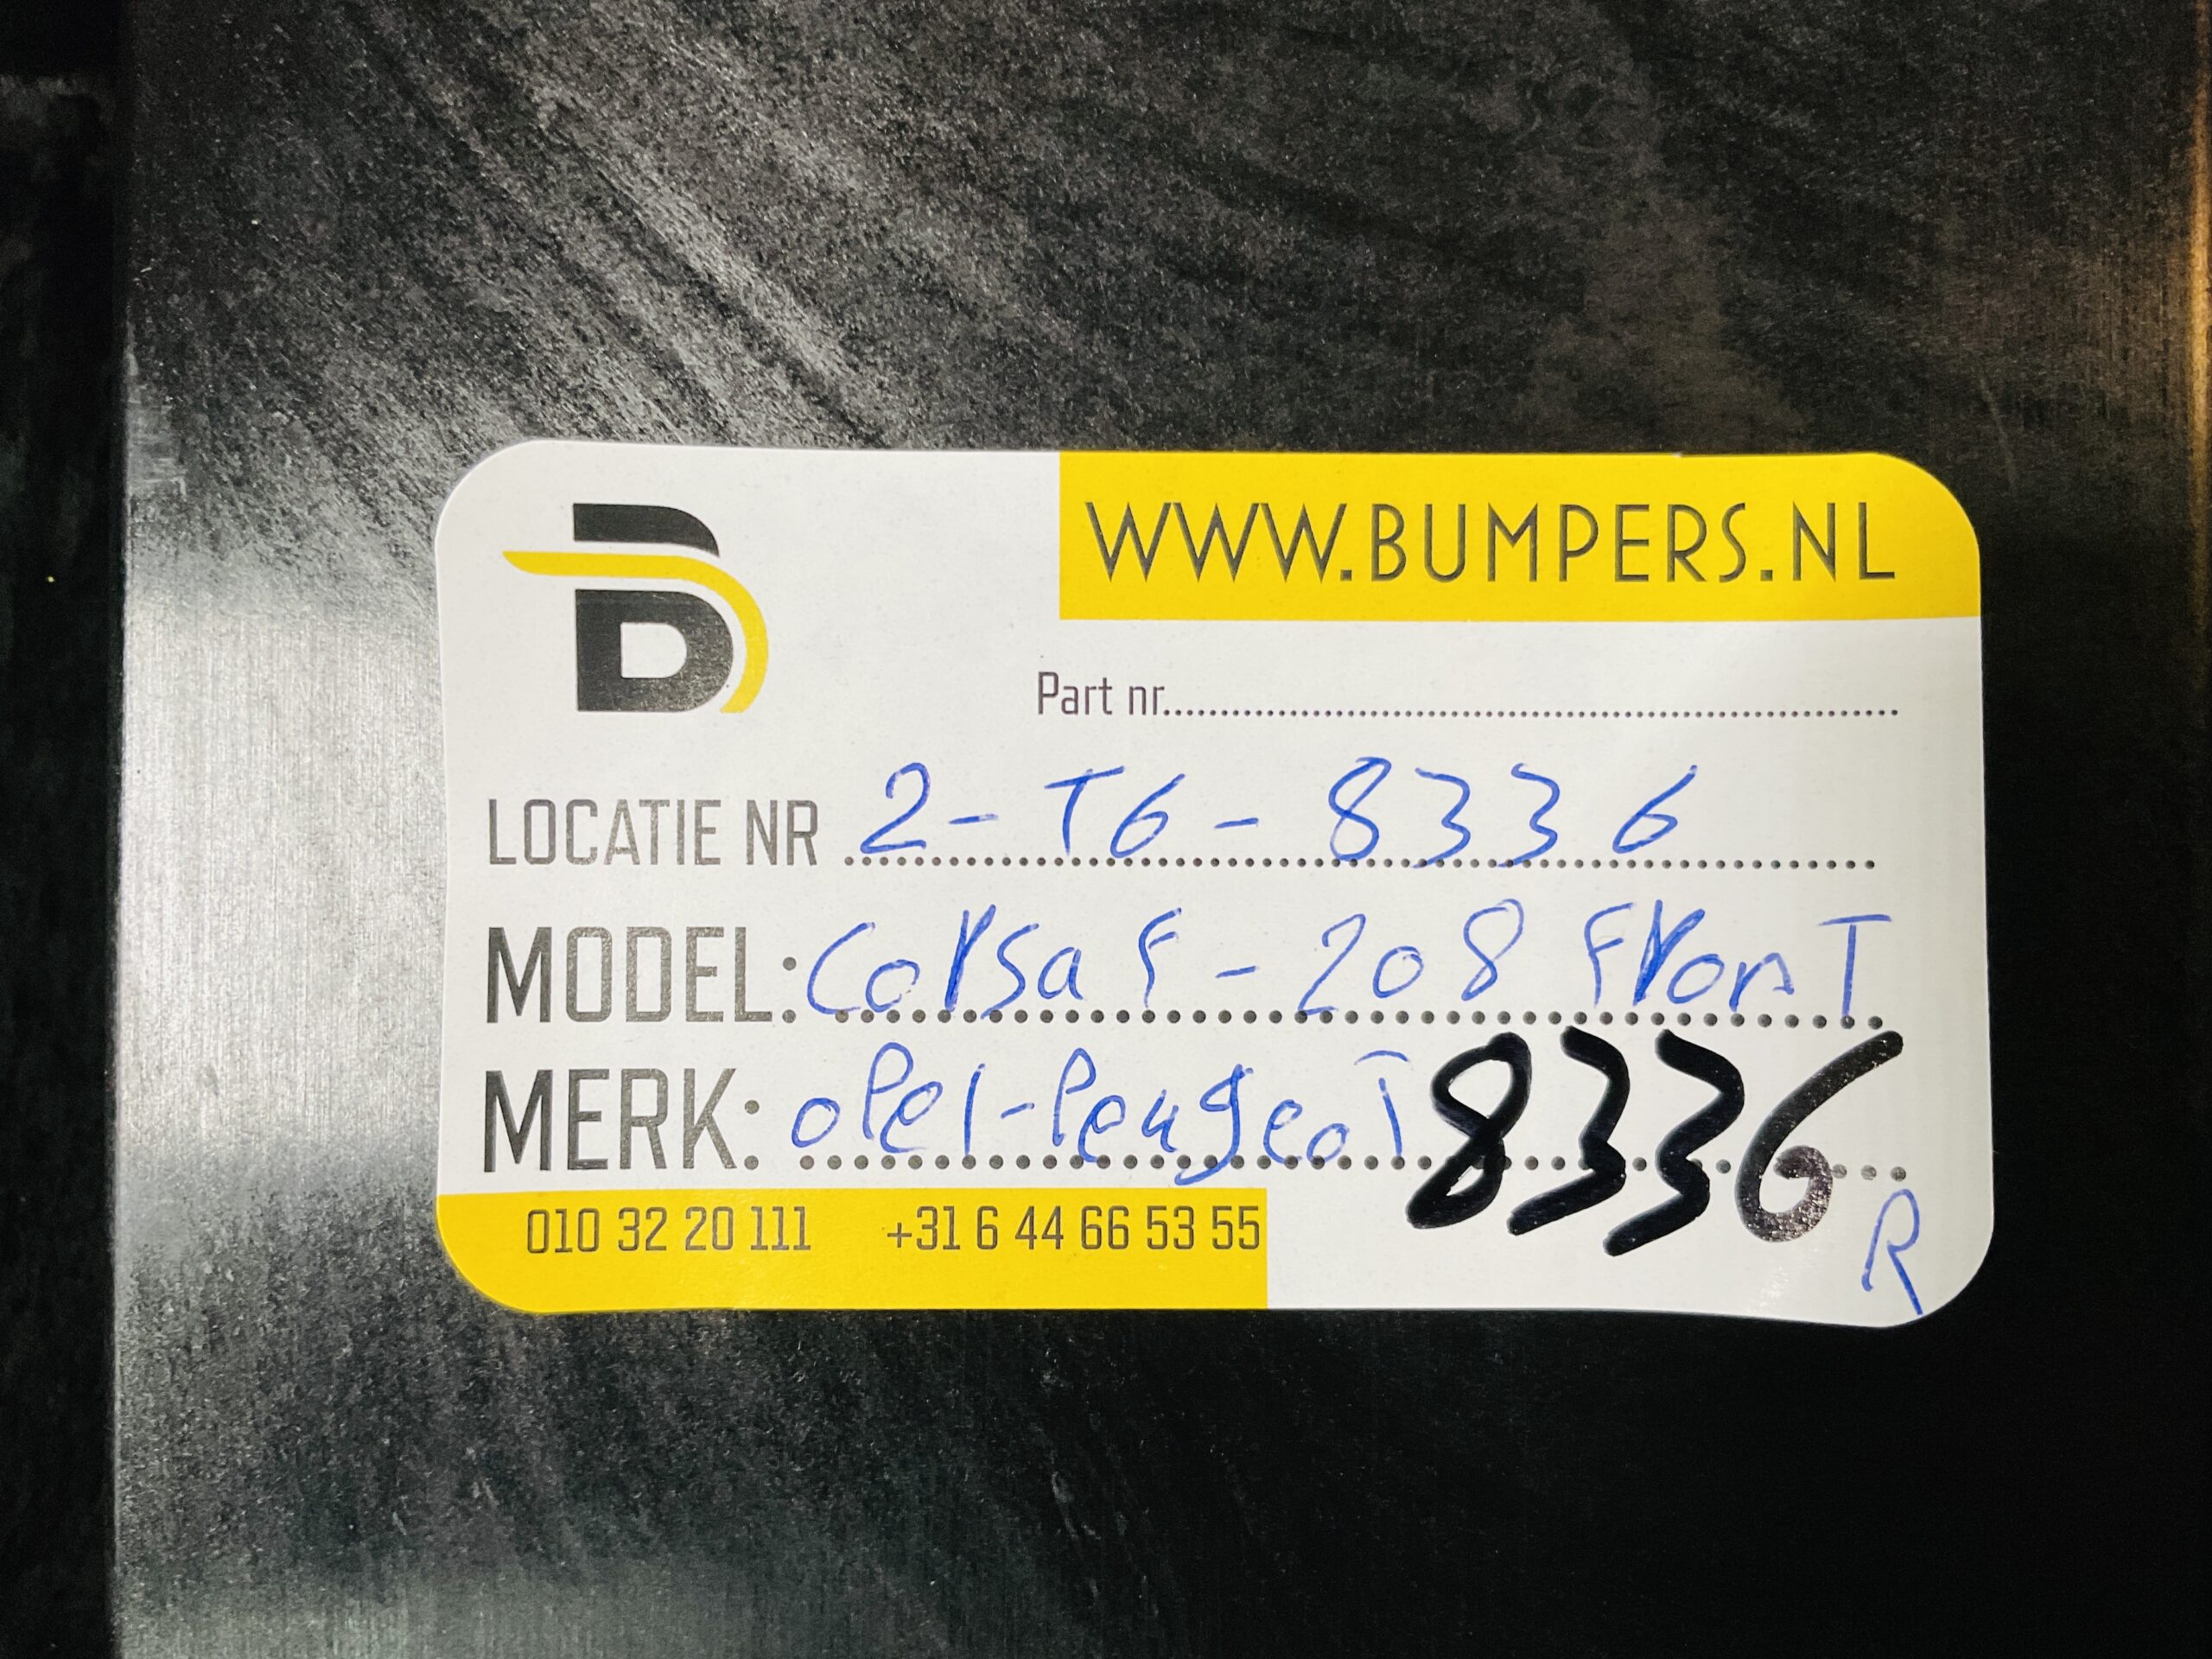 B
WWW.BUMPERS.NL
Part nr.............................................................
LOCATIE NR 2-T6-8336
MODEL: Corsa F - 208 FronT
MERK: oPel-PeugeoT 8336
010 32 20 111 +31 6 44 66 53 55
R